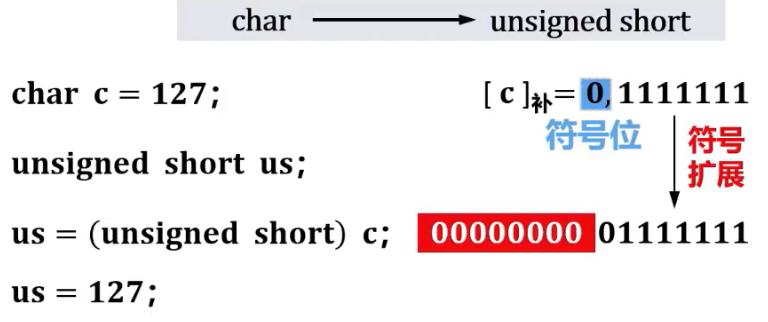 char → unsigned short
char c = 127;
[ c ]补= 0,1111111
符号位
符号
扩展
unsigned short us;
us = (unsigned short) c;
00000000 01111111
us = 127;